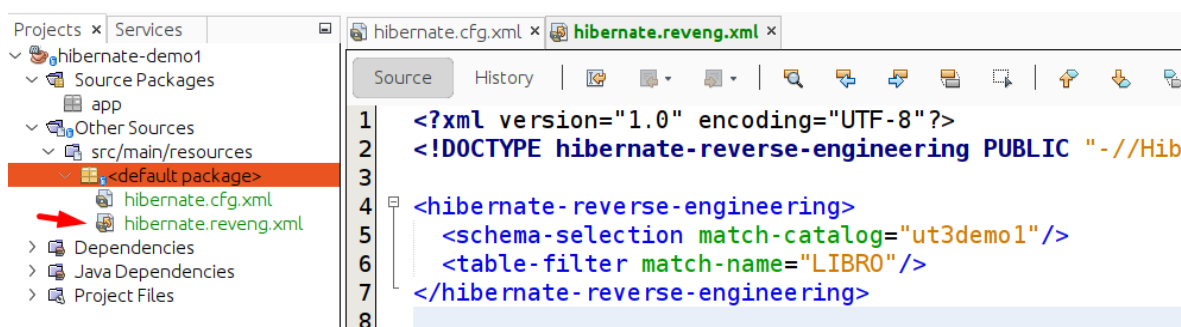 Projects × Services
hibernate-demo1
Source Packages
app
Other Sources
src/main/resources
<default package>
hibernate.cfg.xml
hibernate.reveng.xml
Dependencies
Java Dependencies
Project Files
hibernate.cfg.xml × hibernate.reveng.xml ×
Source History
1 <?xml version="1.0" encoding="UTF-8"?>
2 <!DOCTYPE hibernate-reverse-engineering PUBLIC "-//Hib
3
4 <hibernate-reverse-engineering>
5 <schema-selection match-catalog="ut3demo1"/>
6 <table-filter match-name="LIBRO"/>
7 </hibernate-reverse-engineering>
8